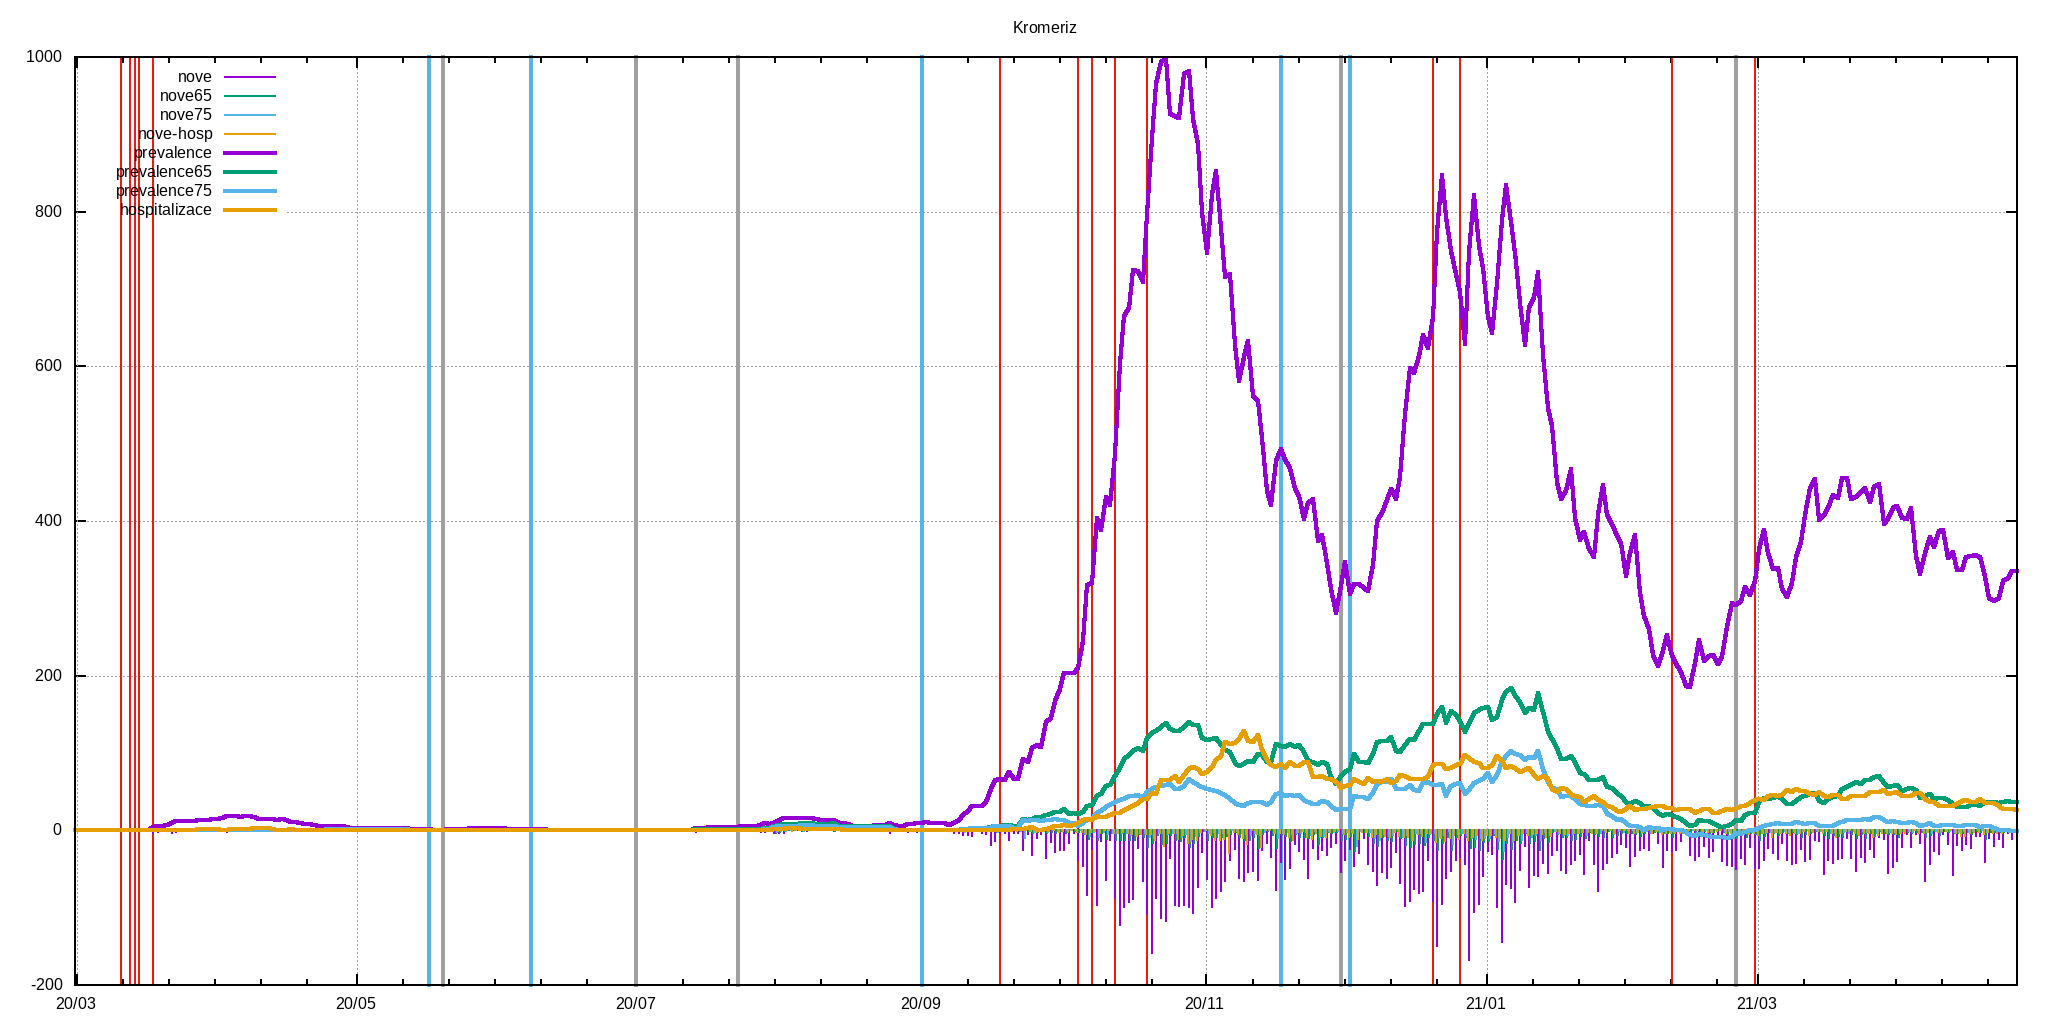 Kromeriz
1000
nove
nove65
nove75
nove-hosp
prevalence
prevalence65
prevalence75
hospitalizace
800
600
400
200
0
-200
20/03 20/05 20/07 20/09 20/11 21/01 21/03